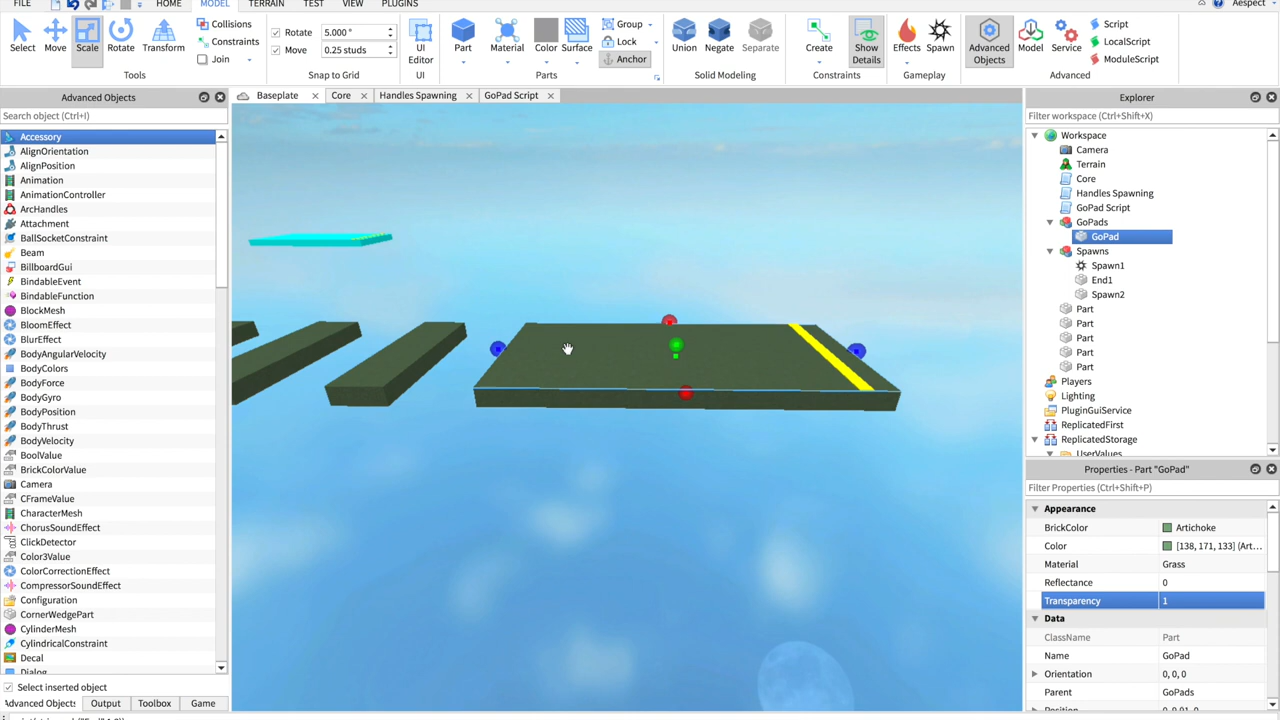 FILE HOME MODEL TERRAIN TEST VIEW PLUGINS Aespect
Select Move Scale Rotate Transform
Collisions
Constraints
Join
Tools
Rotate 5.000 °
Move 0.25 studs
Snap to Grid
UI Editor
UI
Part Material Color Surface
Group
Lock
Anchor
Parts
Union Negate Separate
Solid Modeling
Create Show Details
Constraints
Effects Spawn
Gameplay
Advanced Objects Model Service
Script
LocalScript
ModuleScript
Advanced
Advanced Objects
Search object (Ctrl+I)
Accessory
AlignOrientation
AlignPosition
Animation
AnimationController
ArcHandles
Attachment
BallSocketConstraint
Beam
BillboardGui
BindableEvent
BindableFunction
BlockMesh
BloomEffect
BlurEffect
BodyAngularVelocity
BodyColors
BodyForce
BodyGyro
BodyPosition
BodyThrust
BodyVelocity
BoolValue
BrickColorValue
Camera
CFrameValue
CharacterMesh
ChorusSoundEffect
ClickDetector
Color3Value
ColorCorrectionEffect
CompressorSoundEffect
Configuration
CornerWedgePart
CylinderMesh
CylindricalConstraint
Decal
Dialog
Select inserted object
Advanced Objects Output Toolbox Game
Baseplate Core Handles Spawning GoPad Script
Explorer
Filter workspace (Ctrl+Shift+X)
Workspace
Camera
Terrain
Core
Handles Spawning
GoPad Script
GoPads
GoPad
Spawns
Spawn1
End1
Spawn2
Part
Part
Part
Part
Part
Players
Lighting
PluginGuiService
ReplicatedFirst
ReplicatedStorage
UserValues
Properties - Part "GoPad"
Filter Properties (Ctrl+Shift+P)
Appearance
BrickColor Artichoke
Color [138, 171, 133] (Art...
Material Grass
Reflectance 0
Transparency 1
Data
ClassName Part
Name GoPad
Orientation 0, 0, 0
Parent GoPads